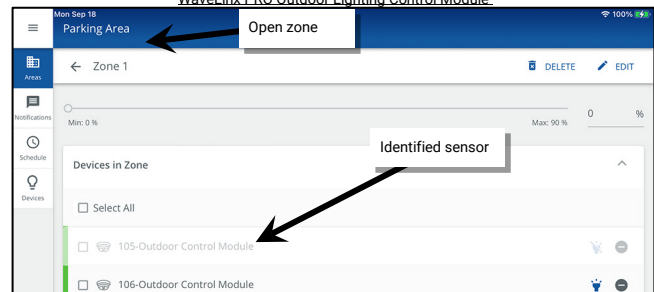 WaveLinx PRO Outdoor Lighting Control Module
Mon Sep 18
100%
Parking Area
Open zone
Areas
Zone 1
DELETE
EDIT
Notifications
Min: 0 %
Max: 90 %
0 %
Schedule
Identified sensor
Devices in Zone
Devices
Select All
105-Outdoor Control Module
106-Outdoor Control Module